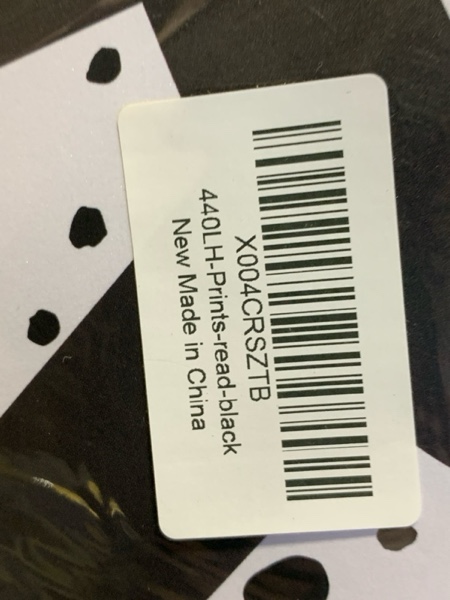 X004CRSZTB
440LH-Prints-read-black
New Made in China